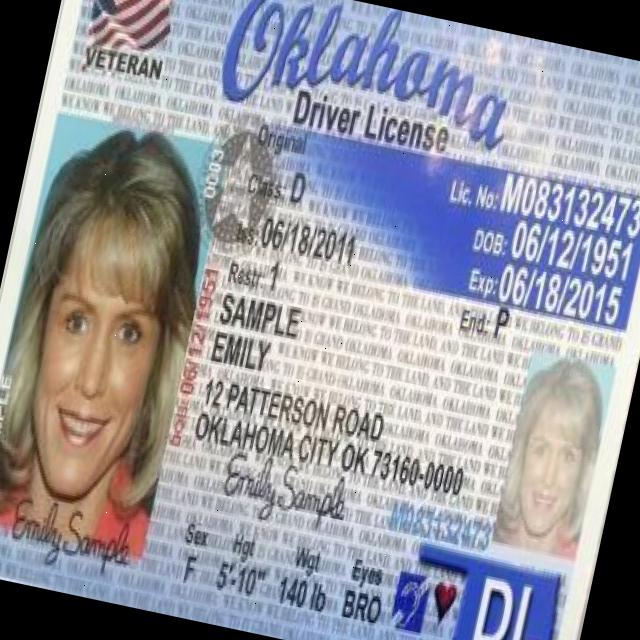 VETERAN
Oklahoma
Driver License
Original
Class: D
Lic. No: M083132473
DOB: 06/12/1951
Iss: 06/18/2011
Exp: 06/18/2015
Restr: 1
End: P
SAMPLE
EMILY
DOB: 06/12/1951
12 PATTERSON ROAD
OKLAHOMA CITY OK 73160-0000
Emily Sample
M083132473
Emily Sample
Sex Hgt Wgt Eyes
F 5-10" 140 lb BRO
DL